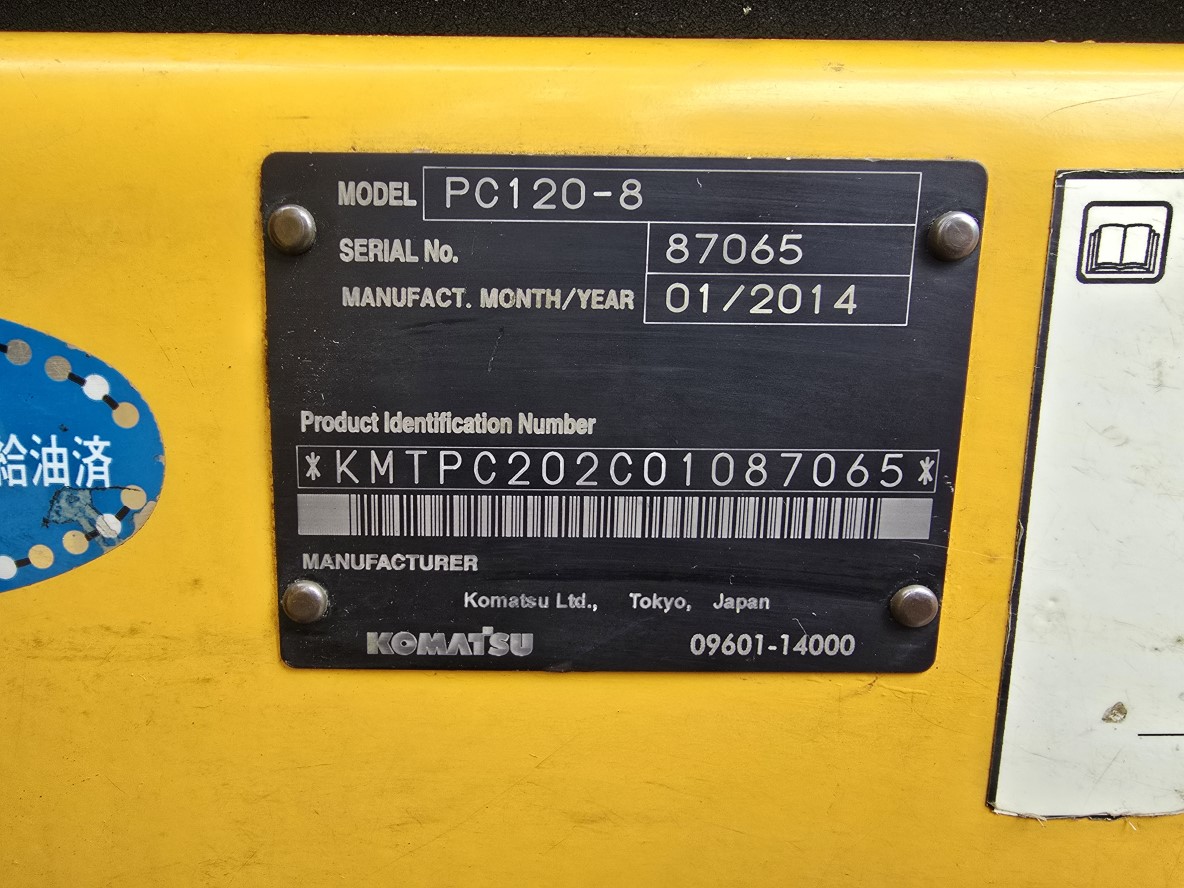 MODEL PC120-8
SERIAL No. 87065
MANUFACT. MONTH/YEAR 01/2014
Product Identification Number
*KMTPC202C01087065*
MANUFACTURER
Komatsu Ltd., Tokyo, Japan
KOMATSU 09601-14000
給油済